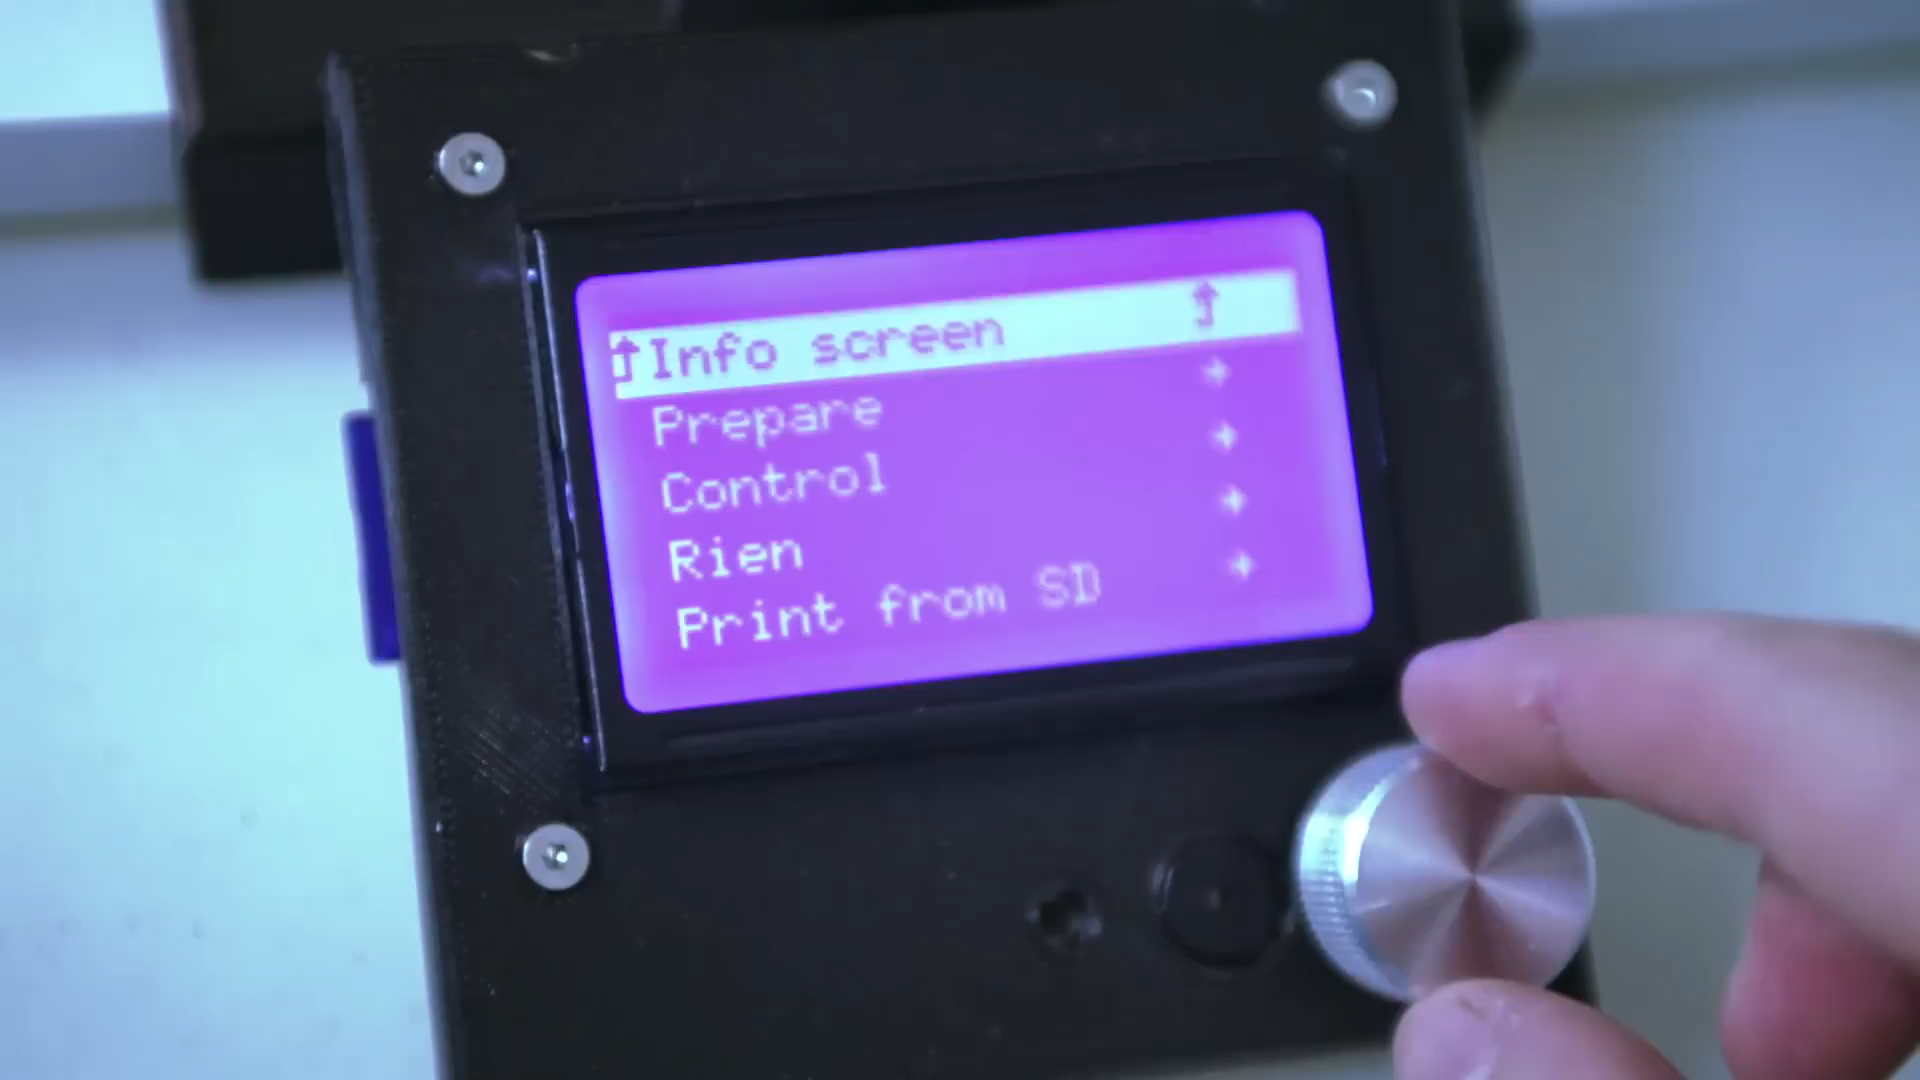 Info screen
Prepare
Control
Rien
Print from SD